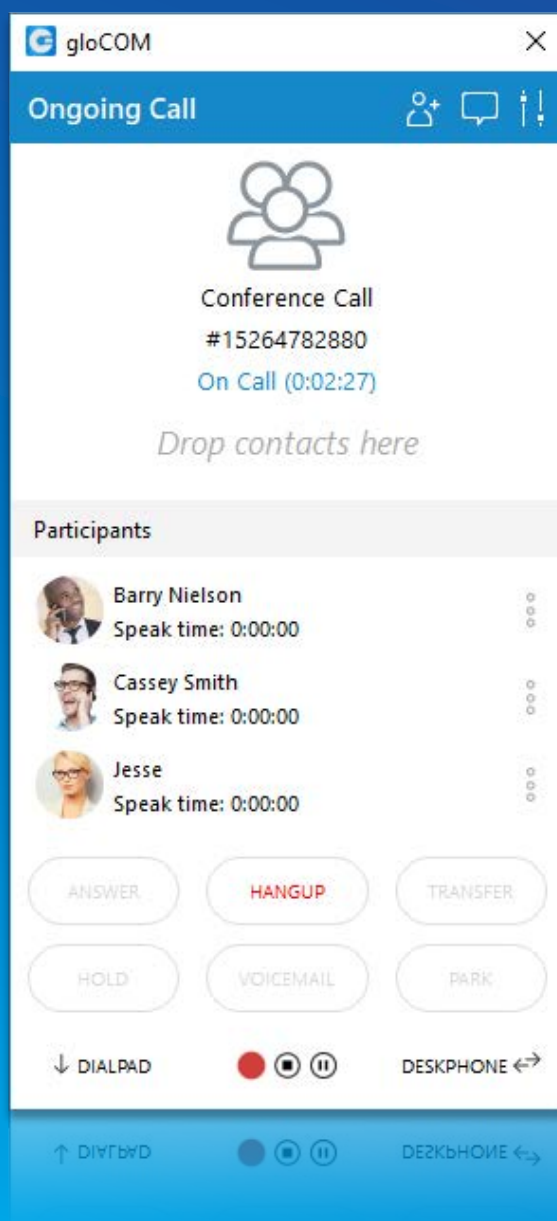 gloCOM
Ongoing Call
Conference Call
#15264782880
On Call (0:02:27)
Drop contacts here
Participants
Barry Nielson
Speak time: 0:00:00
Cassey Smith
Speak time: 0:00:00
Jesse
Speak time: 0:00:00
ANSWER HANGUP TRANSFER
HOLD VOICEMAIL PARK
DIALPAD DESKPHONE
DIALPAD DESKPHONE